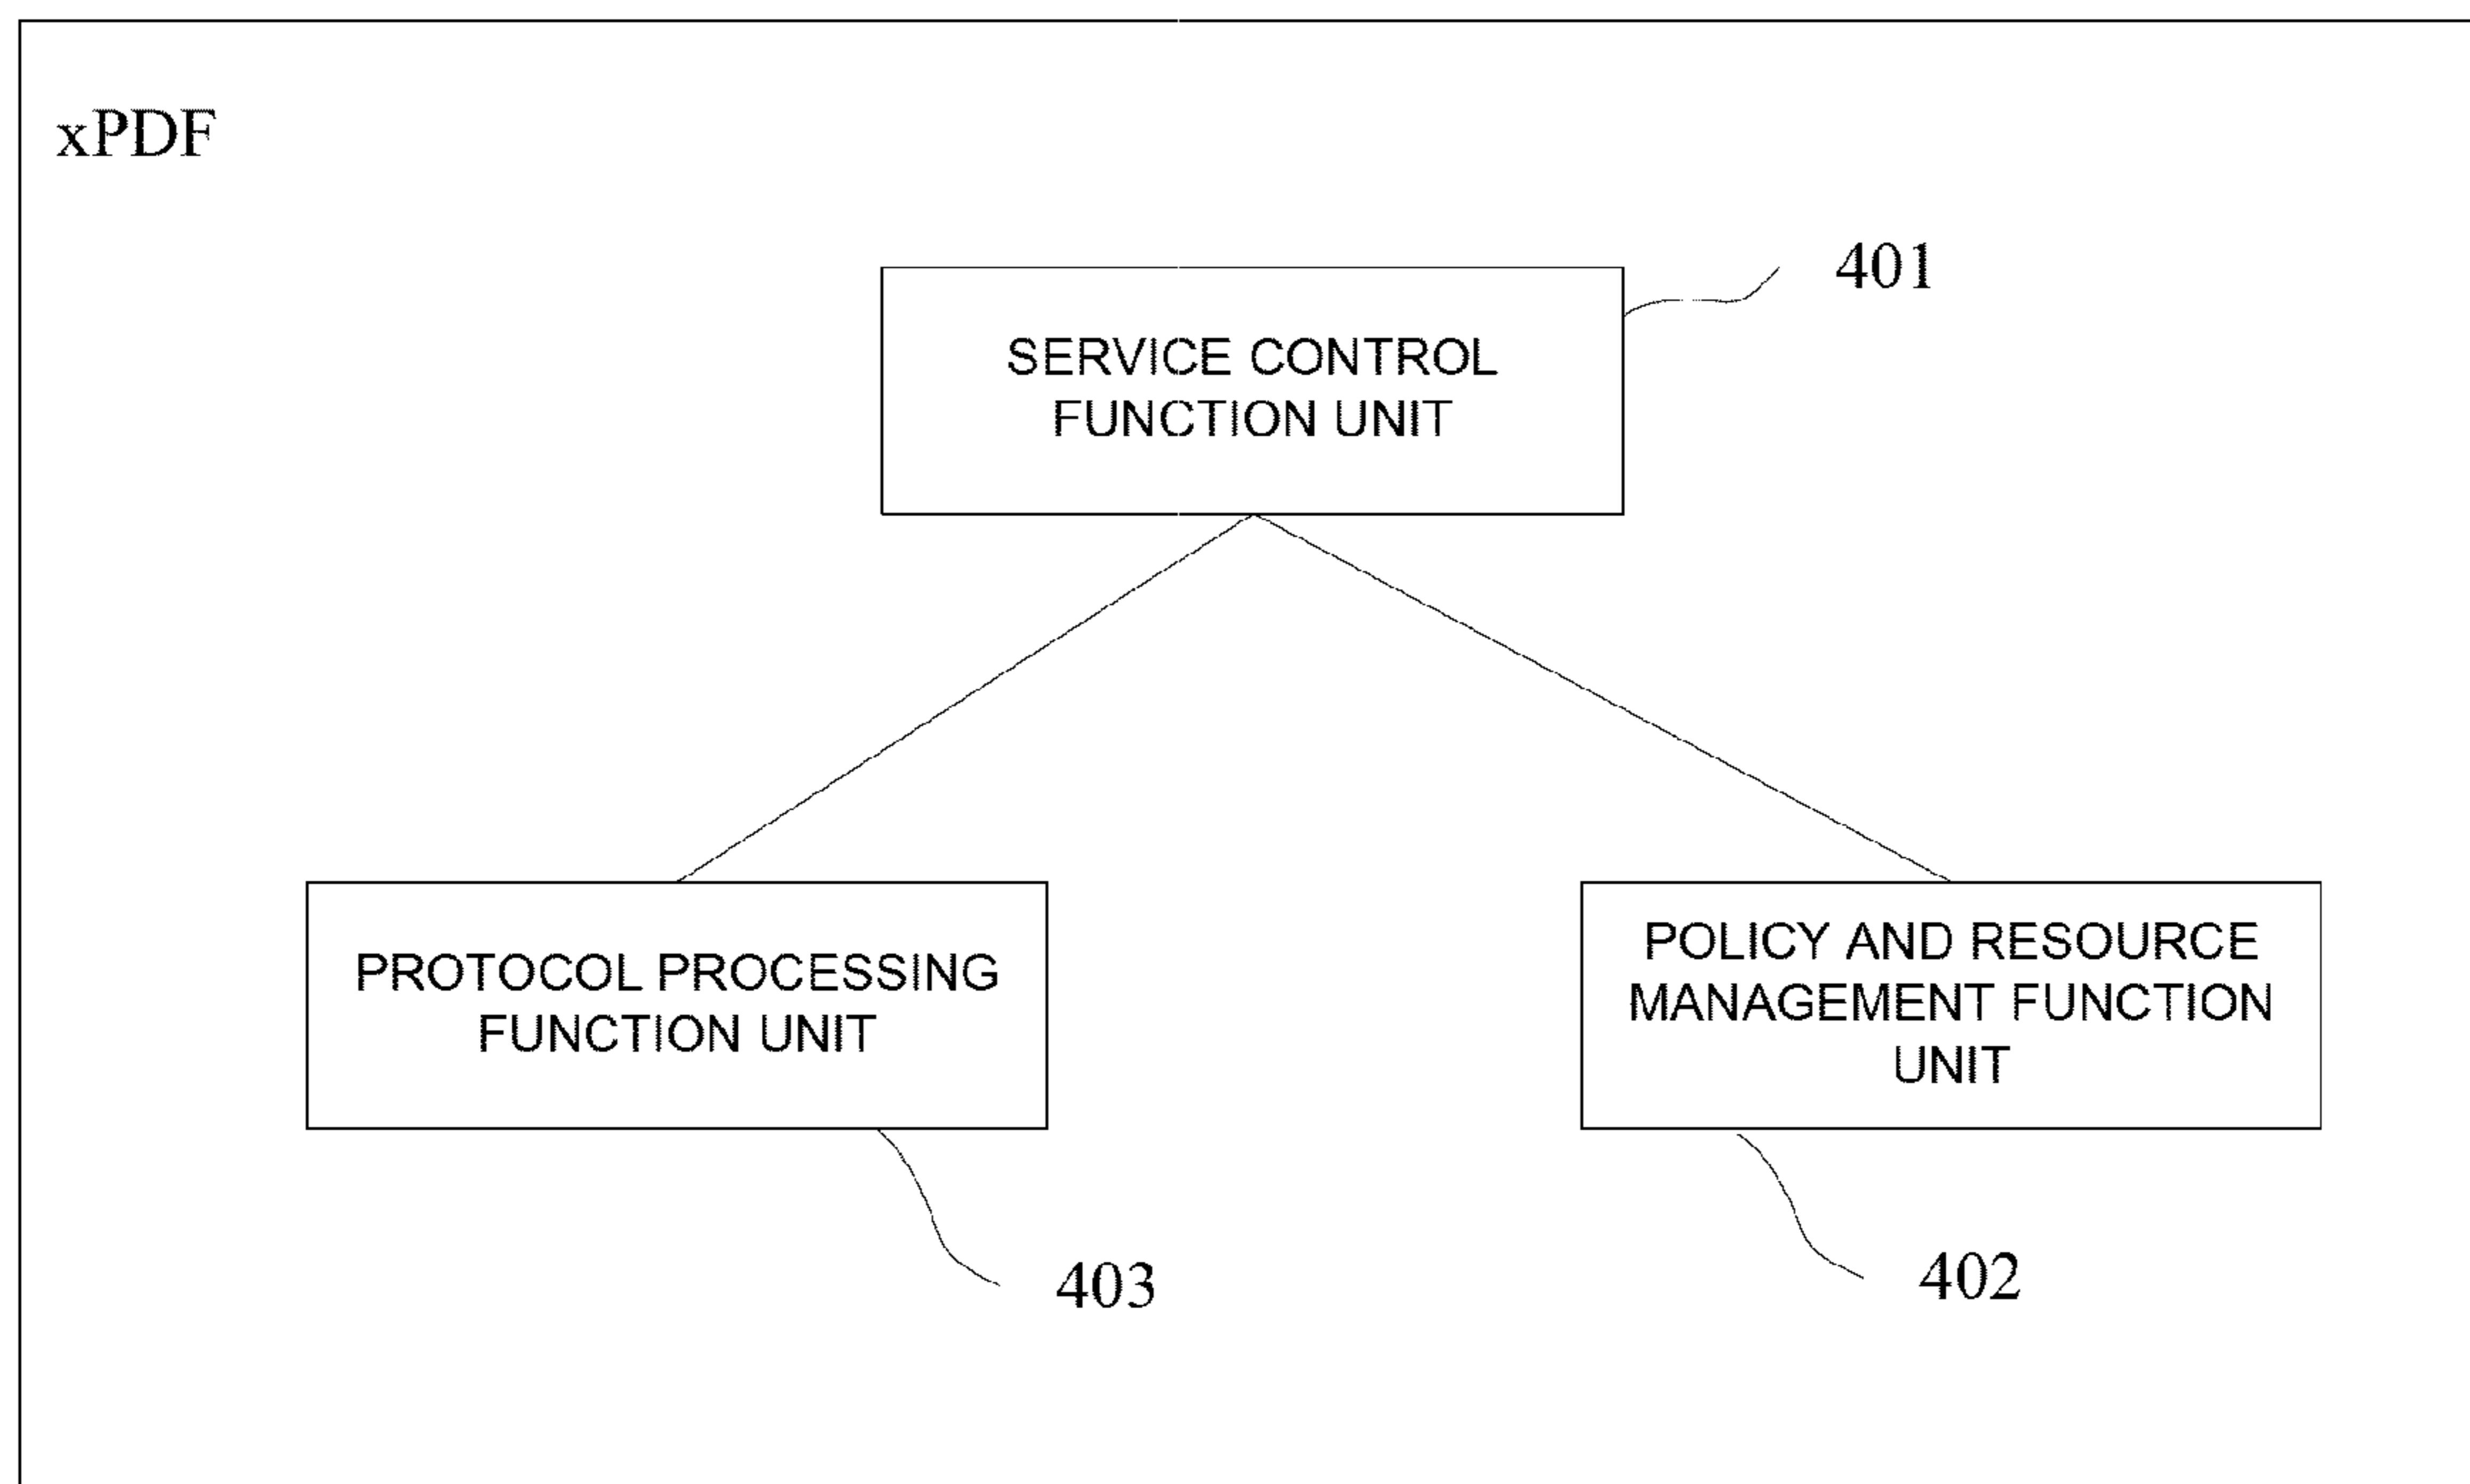 xPDF
401
SERVICE CONTROL
FUNCTION UNIT
PROTOCOL PROCESSING
FUNCTION UNIT
POLICY AND RESOURCE
MANAGEMENT FUNCTION
UNIT
403
402